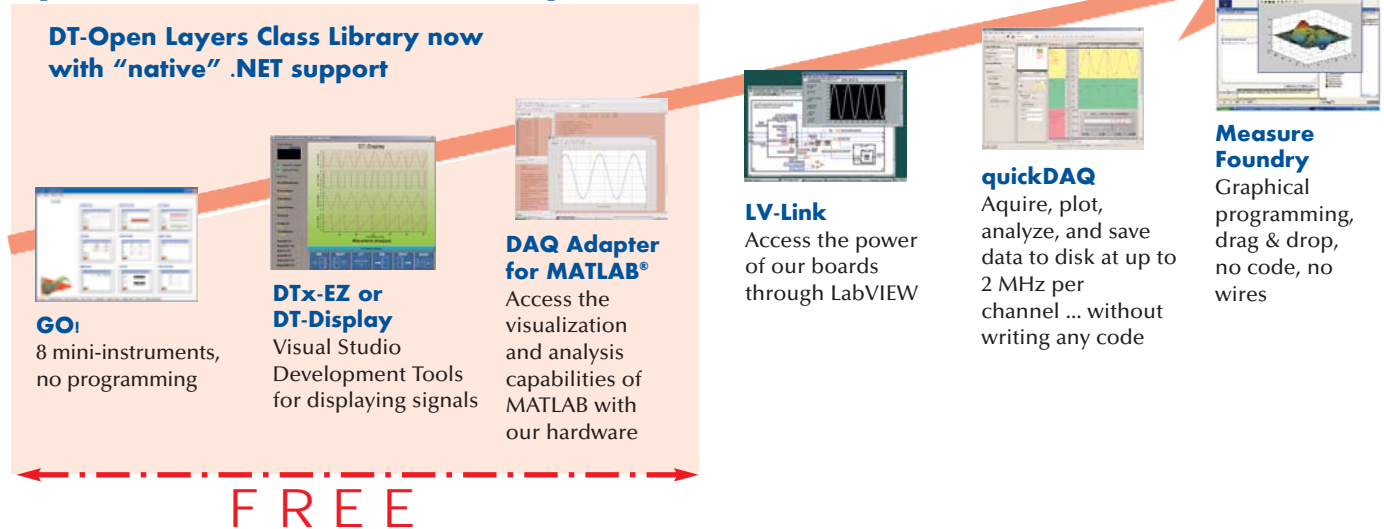 DT-Open Layers Class Library now
with “native” .NET support
GO!
8 mini-instruments,
no programming
DT-Display
DTx-EZ or
DT-Display
Visual Studio
Development Tools
for displaying signals
DAQ Adapter
for MATLAB®
Access the
visualization
and analysis
capabilities of
MATLAB with
our hardware
LV-Link
Access the power
of our boards
through LabVIEW
quickDAQ
Aquire, plot,
analyze, and save
data to disk at up to
2 MHz per
channel ... without
writing any code
Measure
Foundry
Graphical
programming,
drag & drop,
no code, no
wires
FREE